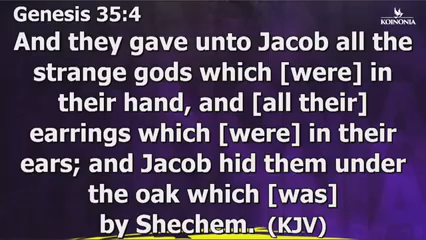 Genesis 35:4
KOINONIA
And they gave unto Jacob all the
strange gods which [were] in
their hand, and [all their]
earrings which [were] in their
ears; and Jacob hid them under
the oak which [was]
by Shechem. (KJV)